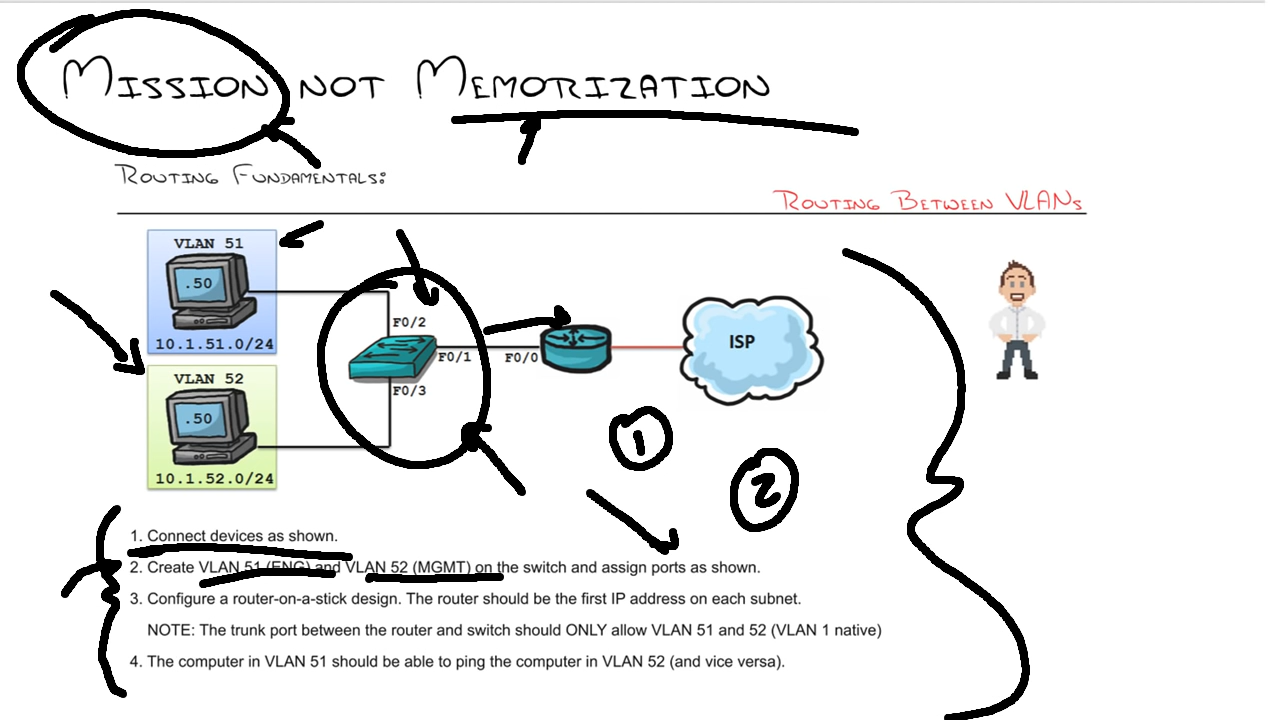 MISSION NOT MEMORIZATION
ROUTING FUNDAMENTALS:
ROUTING BETWEEN VLANS
VLAN 51
.50
10.1.51.0/24
VLAN 52
.50
10.1.52.0/24
F0/2
F0/1
F0/3
F0/0
ISP
1
2
1. Connect devices as shown.
2. Create VLAN 51 (ENG) and VLAN 52 (MGMT) on the switch and assign ports as shown.
3. Configure a router-on-a-stick design. The router should be the first IP address on each subnet.
NOTE: The trunk port between the router and switch should ONLY allow VLAN 51 and 52 (VLAN 1 native)
4. The computer in VLAN 51 should be able to ping the computer in VLAN 52 (and vice versa).